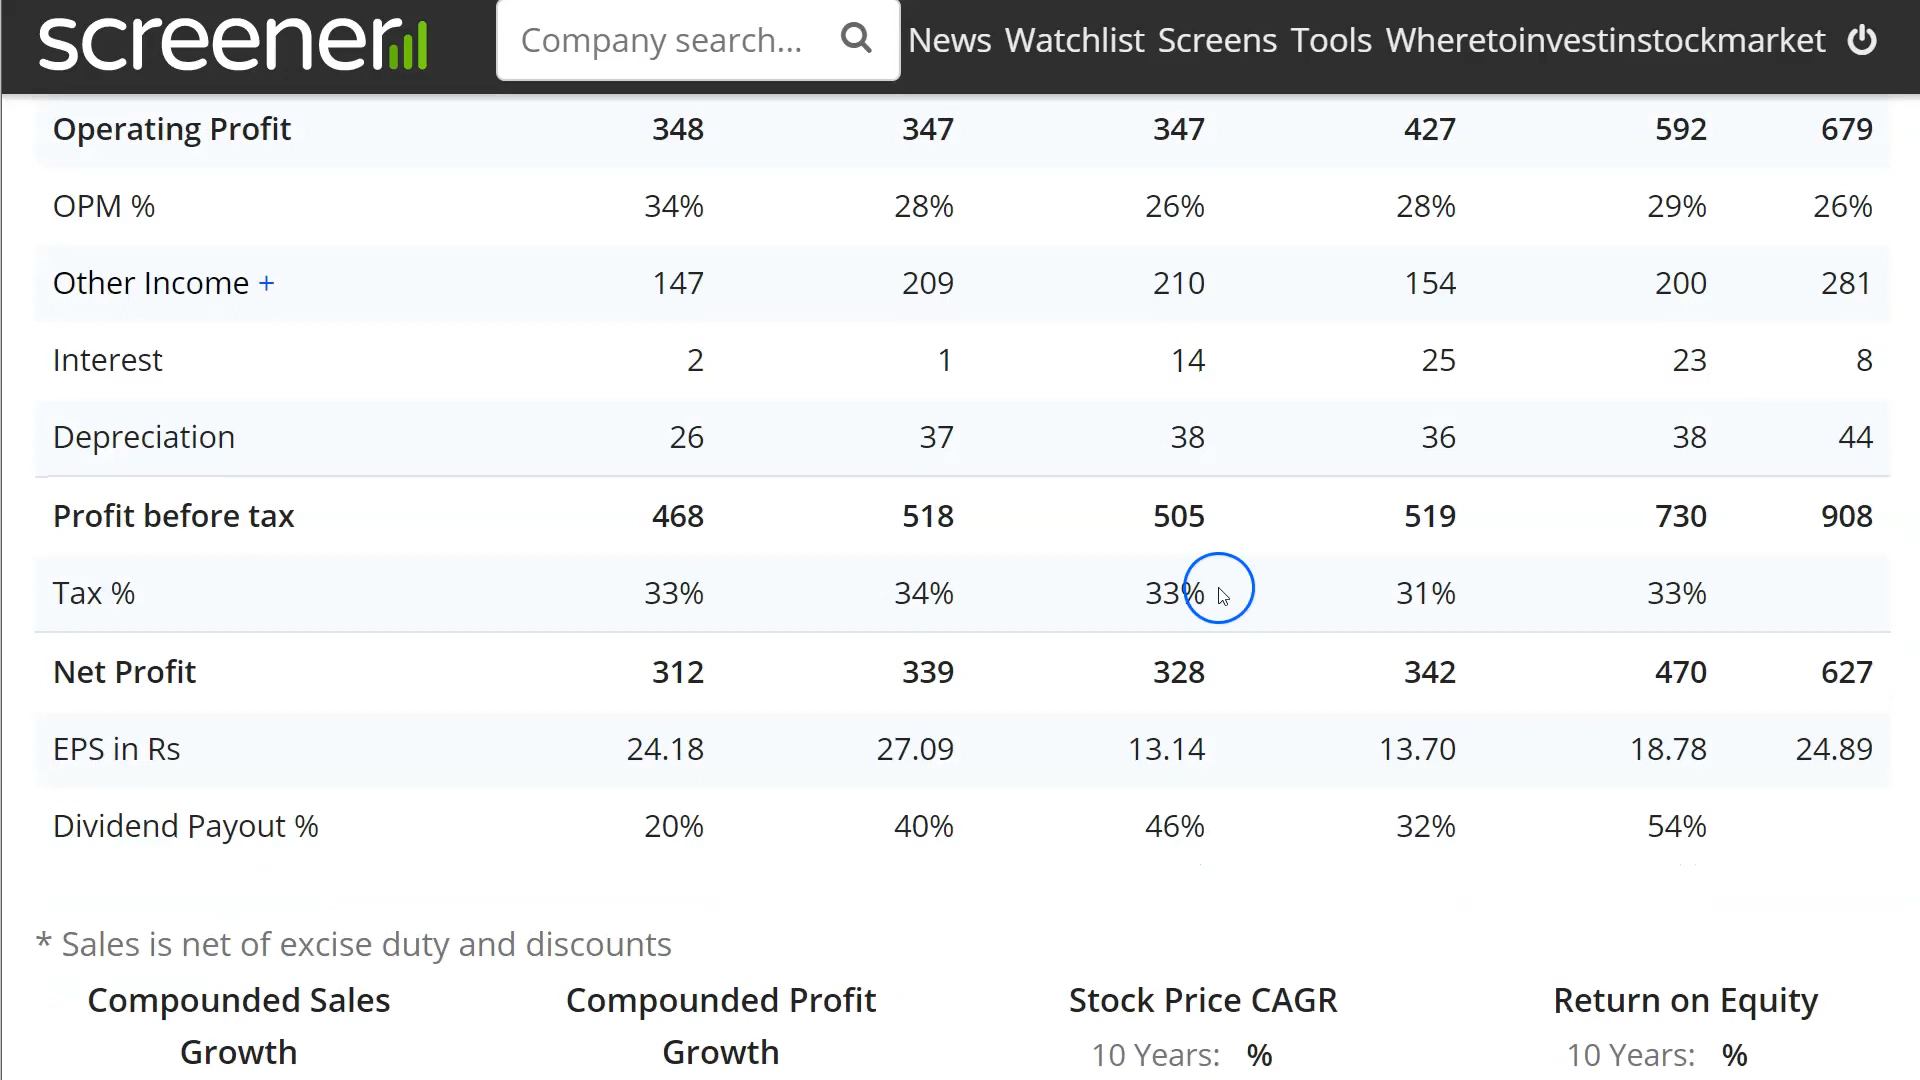 screener
Company search...
News Watchlist Screens Tools Wheretoinvestinstockmarket
Operating Profit 348 347 347 427 592 679
OPM % 34% 28% 26% 28% 29% 26%
Other Income + 147 209 210 154 200 281
Interest 2 1 14 25 23 8
Depreciation 26 37 38 36 38 44
Profit before tax 468 518 505 519 730 908
Tax % 33% 34% 33% 31% 33%
Net Profit 312 339 328 342 470 627
EPS in Rs 24.18 27.09 13.14 13.70 18.78 24.89
Dividend Payout % 20% 40% 46% 32% 54%
* Sales is net of excise duty and discounts
Compounded Sales
Growth
Compounded Profit
Growth
Stock Price CAGR
10 Years: %
Return on Equity
10 Years: %